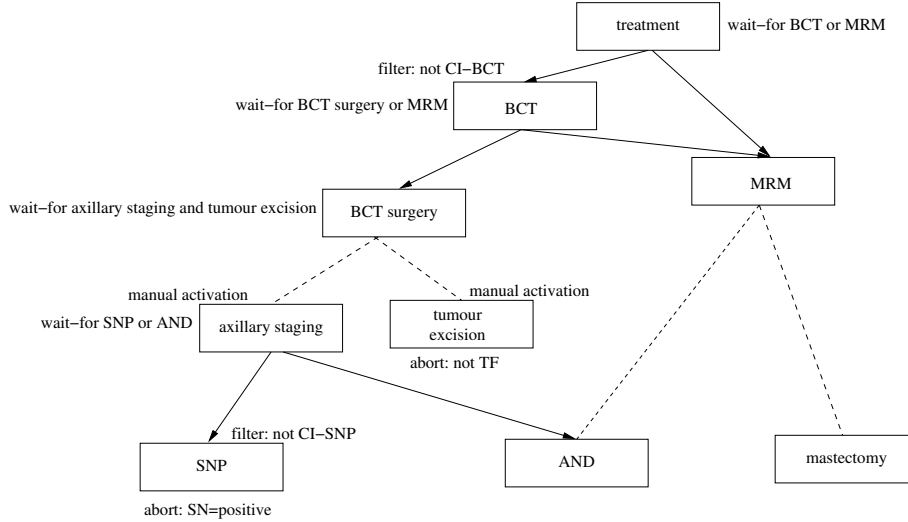 treatment
wait−for BCT or MRM
filter: not CI−BCT
wait−for BCT surgery or MRM
BCT
MRM
wait−for axillary staging and tumour excision
BCT surgery
manual activation
manual activation
wait−for SNP or AND
axillary staging
tumour
excision
abort: not TF
filter: not CI−SNP
SNP
AND
mastectomy
abort: SN=positive